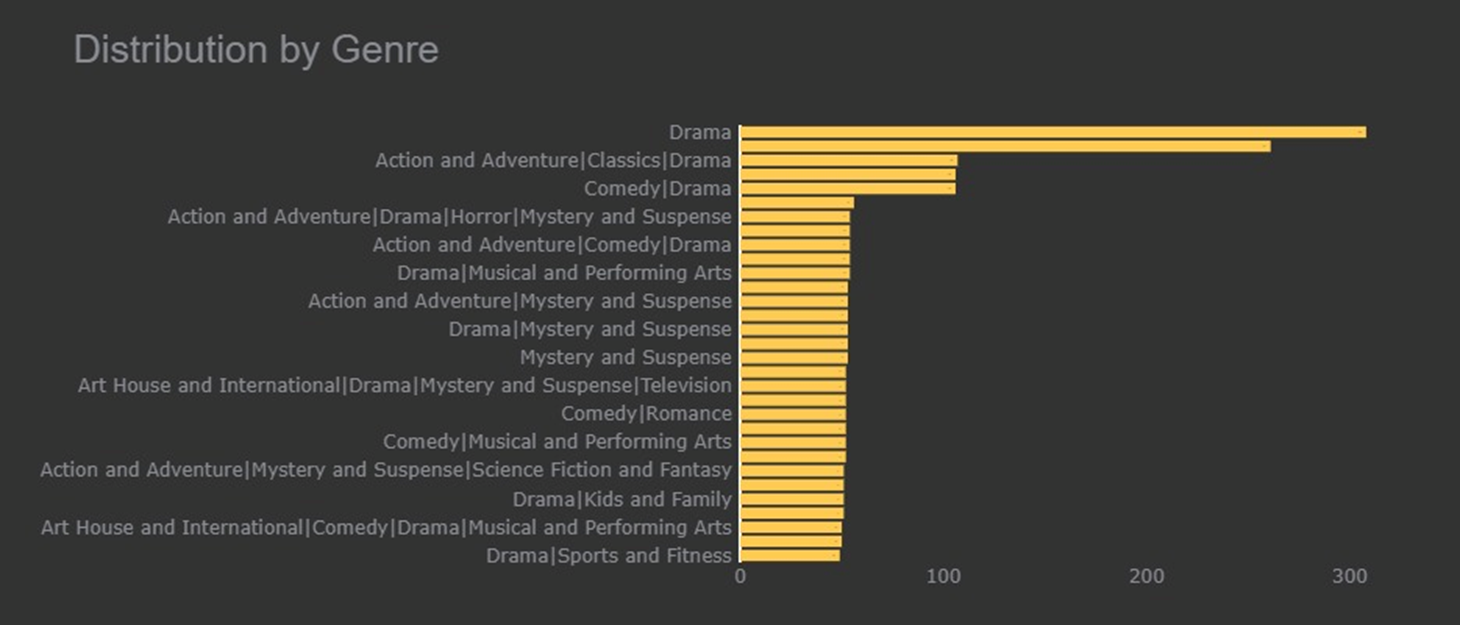 Distribution by Genre
Drama
Action and Adventure|Classics|Drama
Comedy|Drama
Action and Adventure|Drama|Horror|Mystery and Suspense
Action and Adventure|Comedy|Drama
Drama|Musical and Performing Arts
Action and Adventure|Mystery and Suspense
Drama|Mystery and Suspense
Mystery and Suspense
Art House and International|Drama|Mystery and Suspense|Television
Comedy|Romance
Comedy|Musical and Performing Arts
Action and Adventure|Mystery and Suspense|Science Fiction and Fantasy
Drama|Kids and Family
Art House and International|Comedy|Drama|Musical and Performing Arts
Drama|Sports and Fitness
0 100 200 300